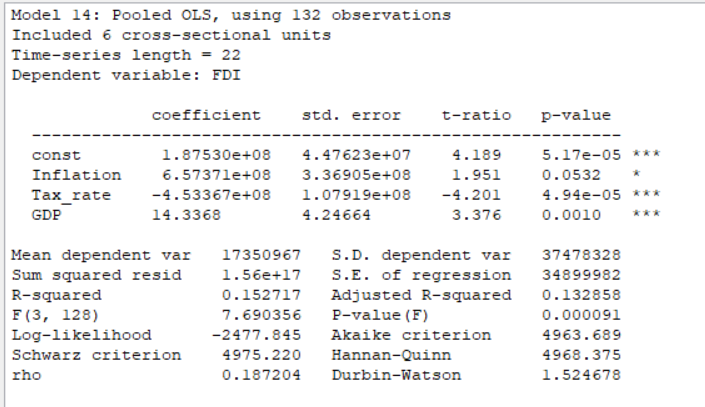 Model 14: Pooled OLS, using 132 observations
Included 6 cross-sectional units
Time-series length = 22
Dependent variable: FDI
coefficient std. error t-ratio p-value
-----------------------------------------------------------
const 1.87530e+08 4.47623e+07 4.189 5.17e-05 ***
Inflation 6.57371e+08 3.36905e+08 1.951 0.0532 *
Tax_rate -4.53367e+08 1.07919e+08 -4.201 4.94e-05 ***
GDP 14.3368 4.24664 3.376 0.0010 ***
Mean dependent var 17350967 S.D. dependent var 37478328
Sum squared resid 1.56e+17 S.E. of regression 34899982
R-squared 0.152717 Adjusted R-squared 0.132858
F(3, 128) 7.690356 P-value(F) 0.000091
Log-likelihood -2477.845 Akaike criterion 4963.689
Schwarz criterion 4975.220 Hannan-Quinn 4968.375
rho 0.187204 Durbin-Watson 1.524678